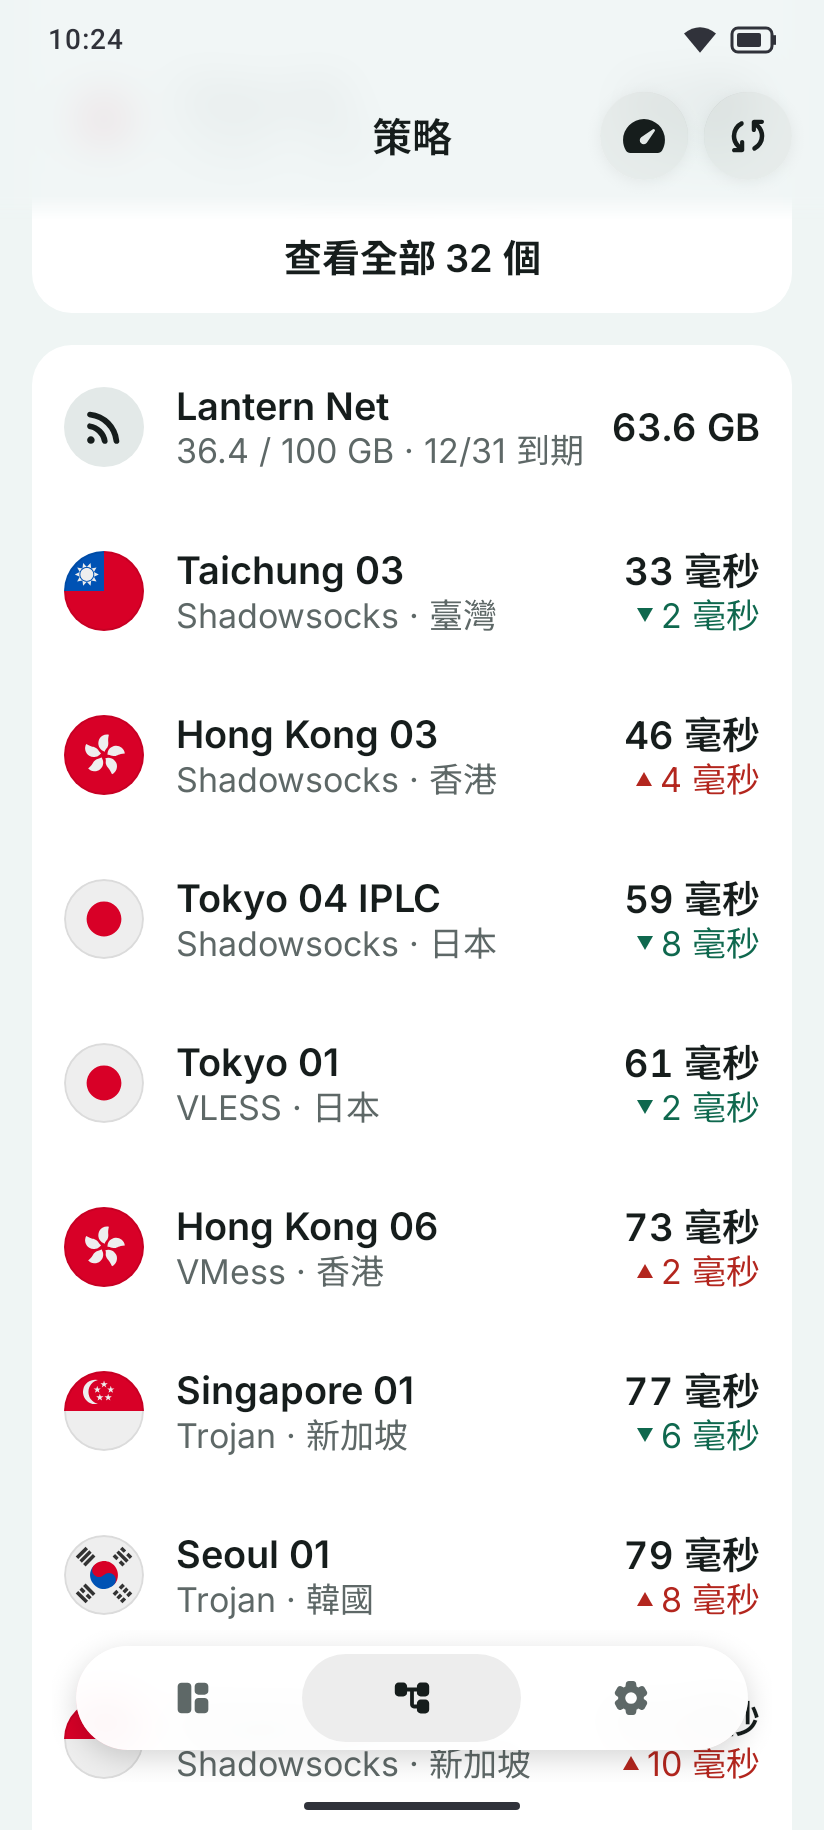 10:24
策略
查看全部 32 個
Lantern Net
36.4 / 100 GB · 12/31 到期
63.6 GB
Taichung 03
Shadowsocks · 臺灣
33 毫秒
▼2 毫秒
Hong Kong 03
Shadowsocks · 香港
46 毫秒
▲4 毫秒
Tokyo 04 IPLC
Shadowsocks · 日本
59 毫秒
▼8 毫秒
Tokyo 01
VLESS · 日本
61 毫秒
▼2 毫秒
Hong Kong 06
VMess · 香港
73 毫秒
▲2 毫秒
Singapore 01
Trojan · 新加坡
77 毫秒
▼6 毫秒
Seoul 01
Trojan · 韓國
79 毫秒
▲8 毫秒
秒
Shadowsocks · 新加坡
▲10 毫秒